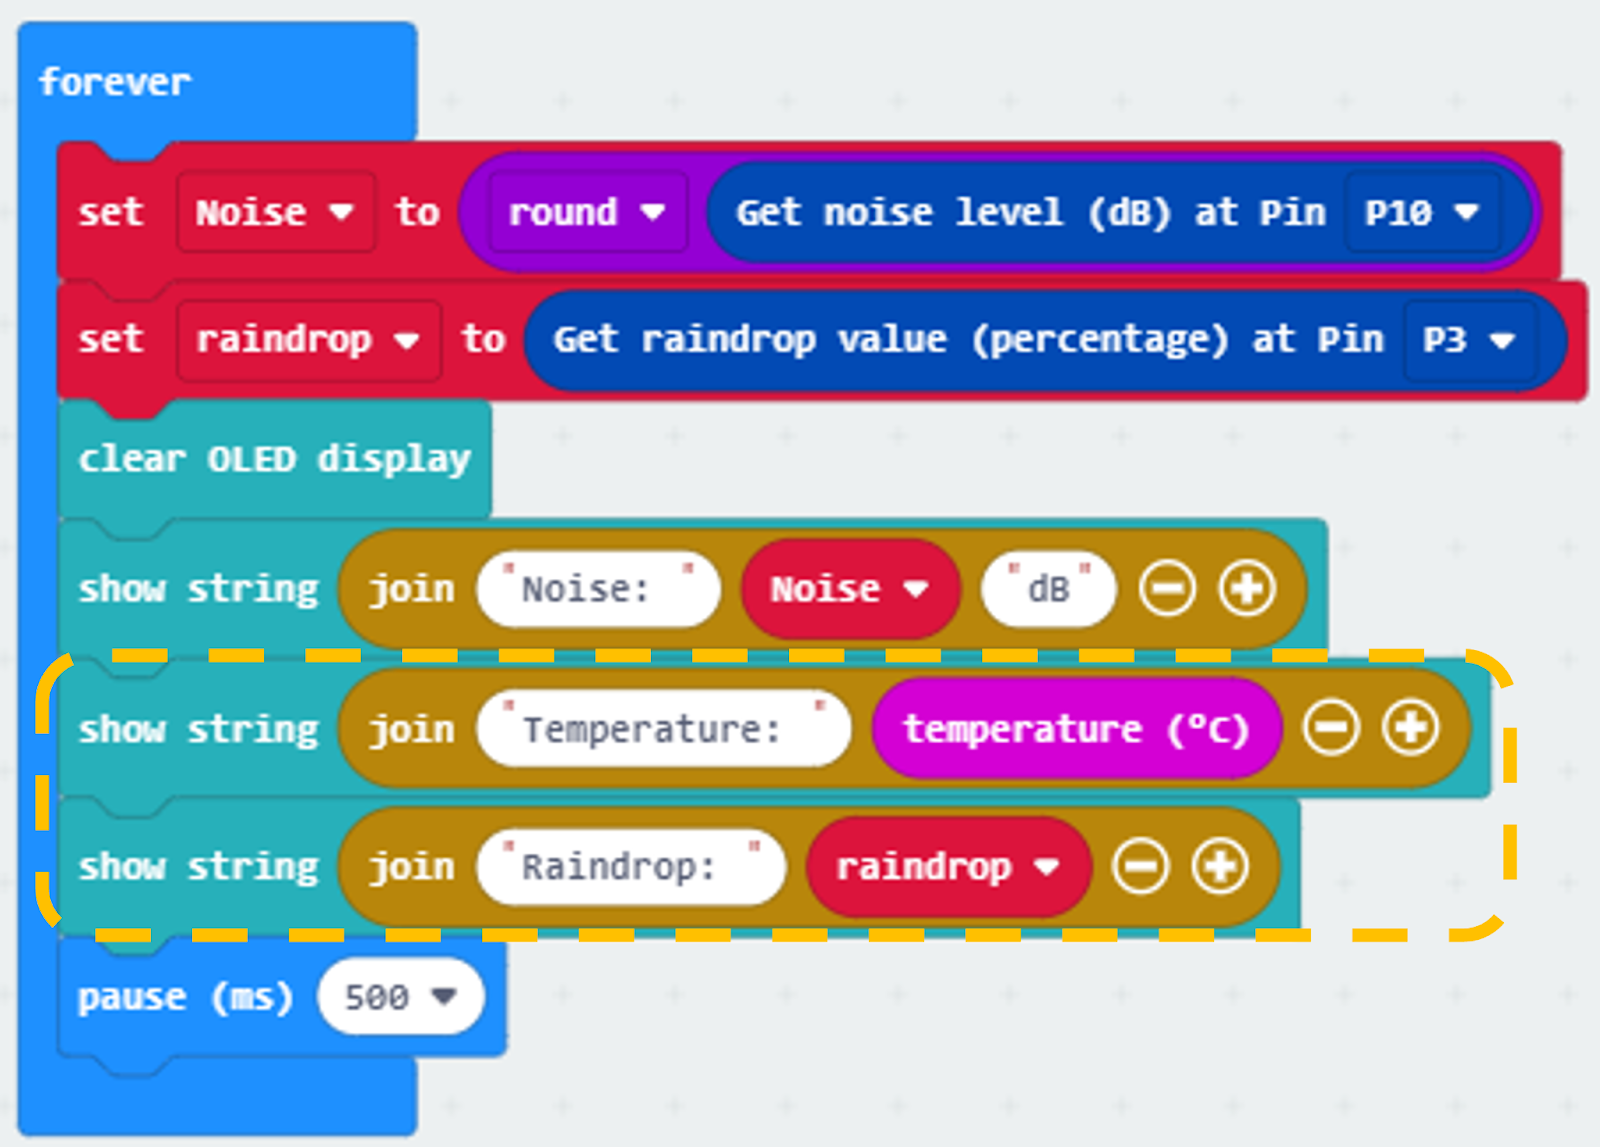 forever
set Noise to round Get noise level (dB) at Pin P10
set raindrop to Get raindrop value (percentage) at Pin P3
clear OLED display
show string join "Noise: " Noise "dB"
show string join "Temperature: " temperature (°C)
show string join "Raindrop: " raindrop
pause (ms) 500